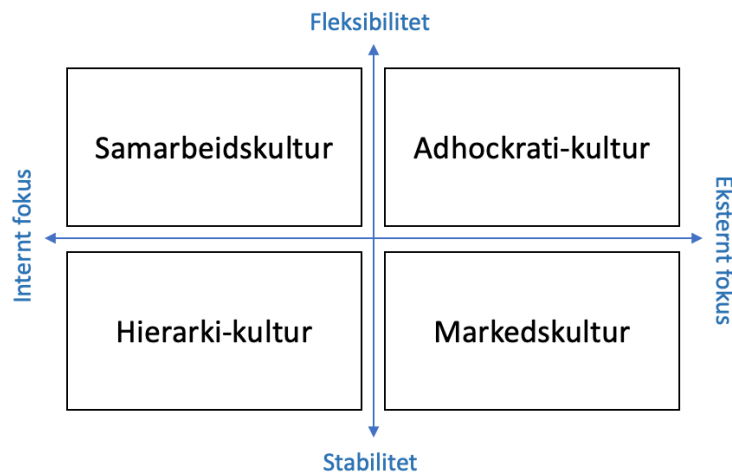 Fleksibilitet
Samarbeidskultur
Adhockrati-kultur
Internt fokus
Eksternt fokus
Hierarki-kultur
Markedskultur
Stabilitet